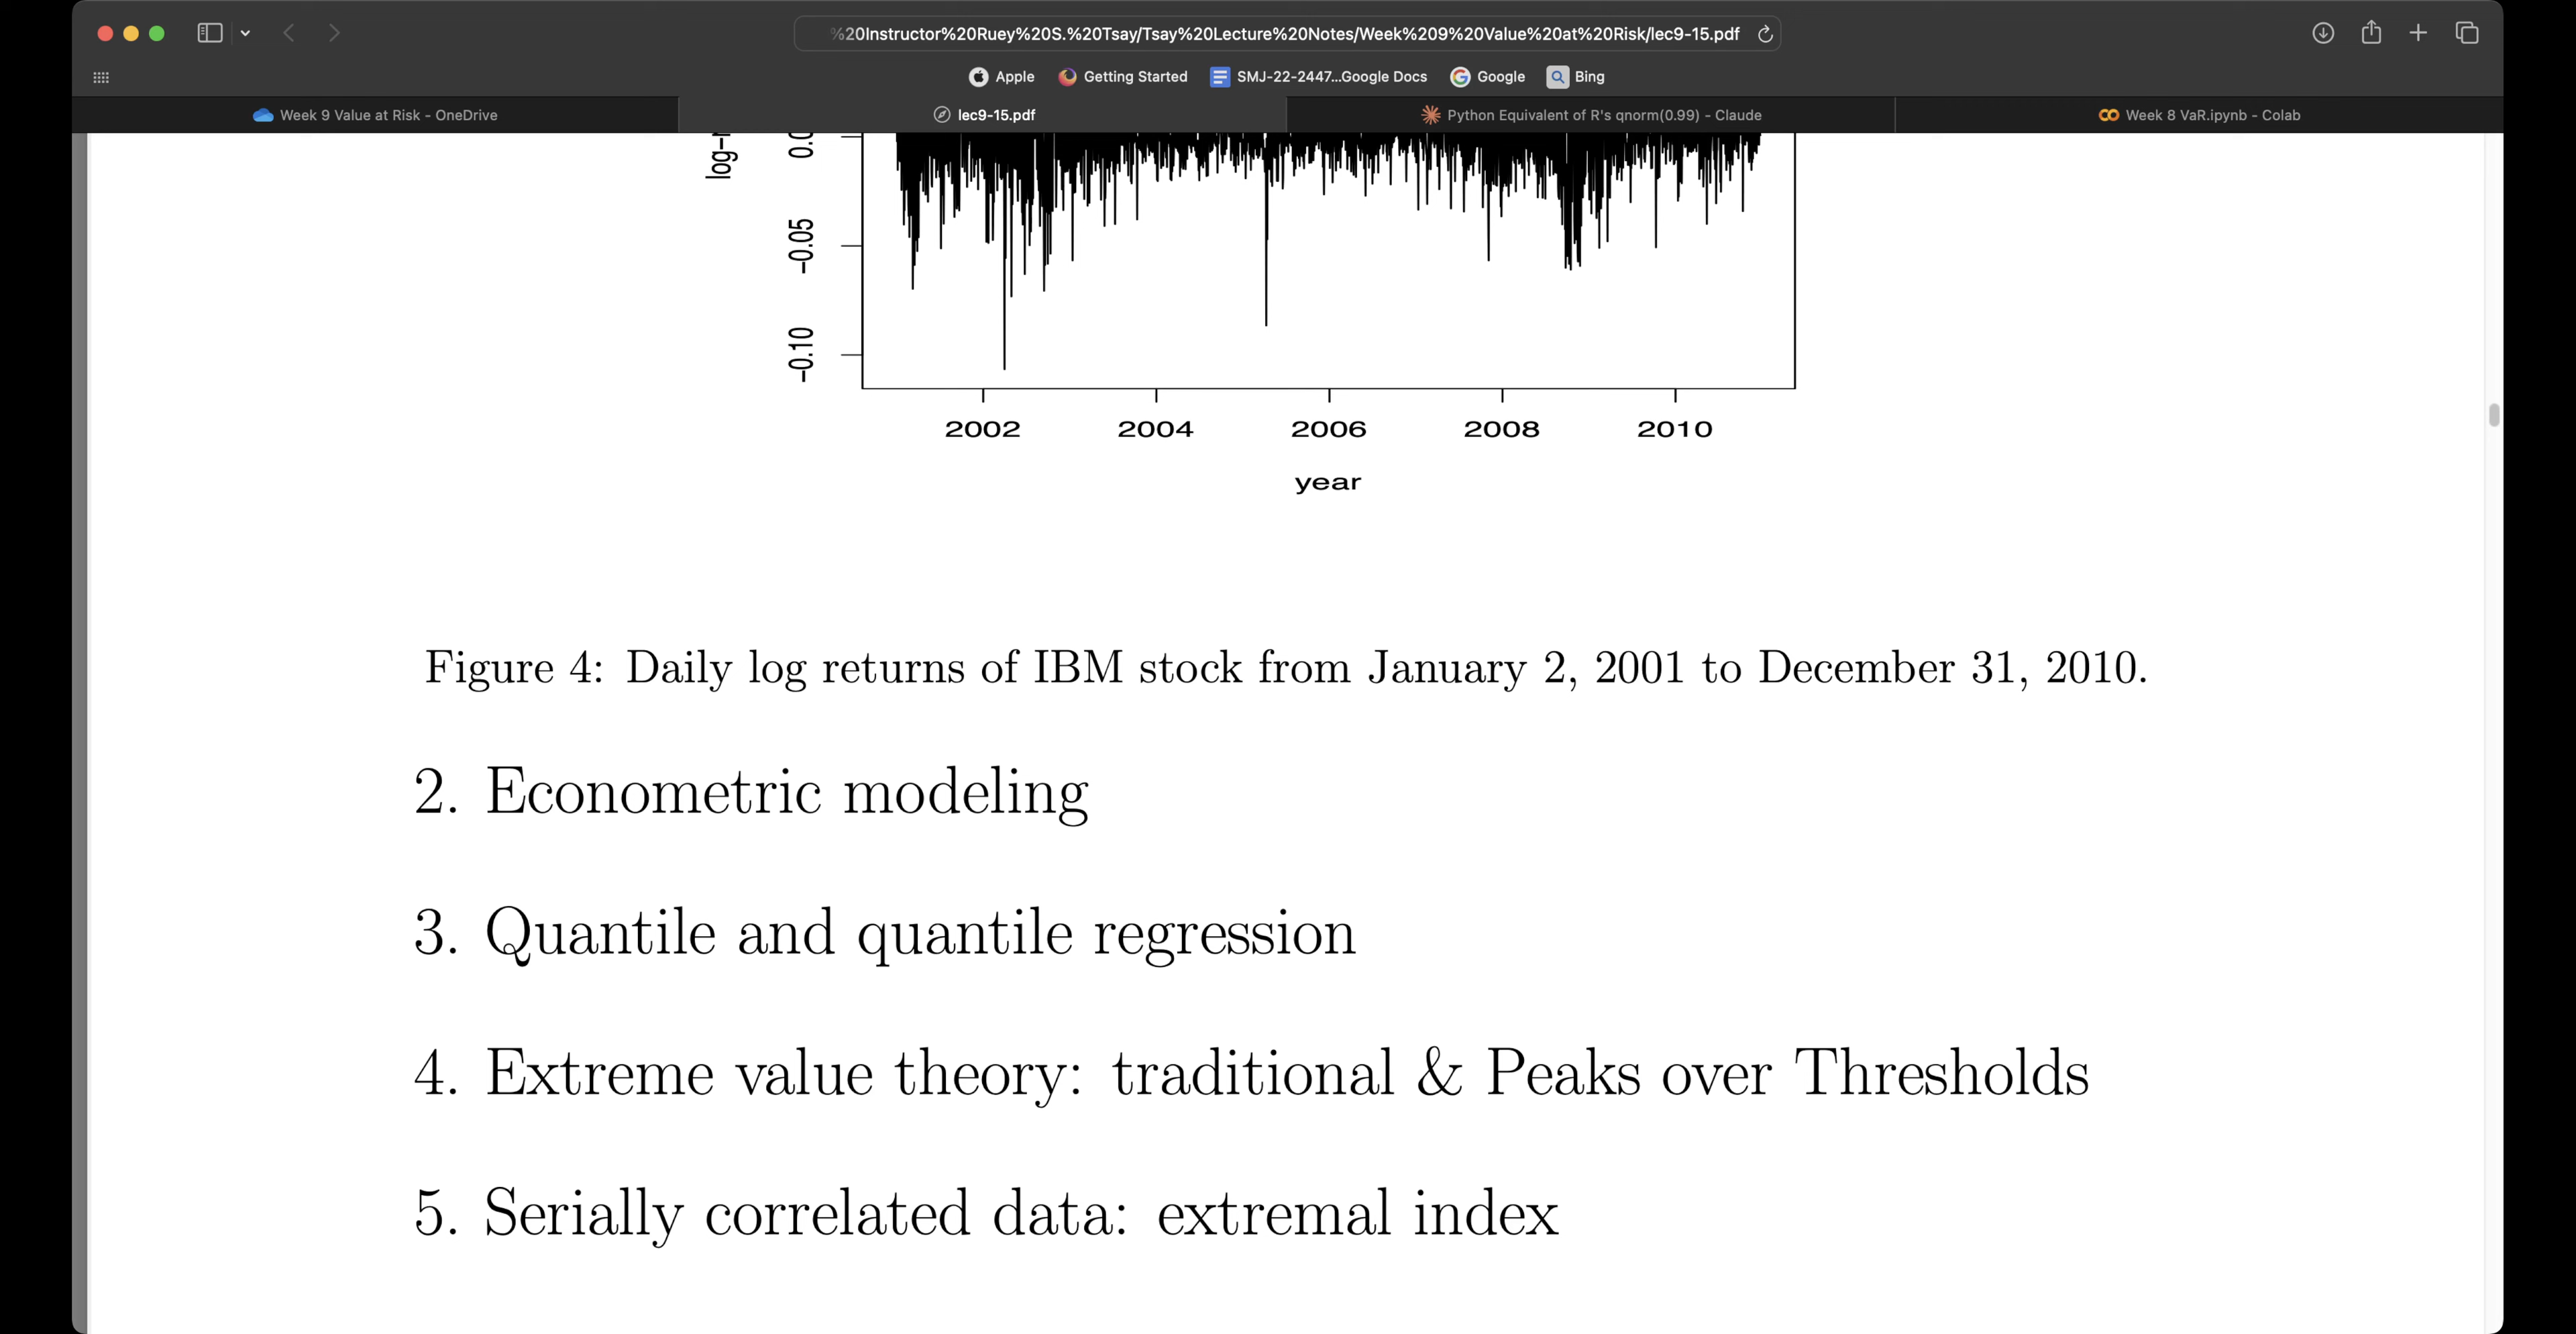 %20Instructor%20Ruey%20S.%20Tsay/Tsay%20Lecture%20Notes/Week%209%20Value%20at%20Risk/lec9-15.pdf
Apple Getting Started SMJ-22-2447...Google Docs Google Bing
Week 9 Value at Risk - OneDrive lec9-15.pdf Python Equivalent of R's qnorm(0.99) - Claude Week 8 VaR.ipynb - Colab
-0.05
-0.10
2002 2004 2006 2008 2010
year
Figure 4: Daily log returns of IBM stock from January 2, 2001 to December 31, 2010.
2. Econometric modeling
3. Quantile and quantile regression
4. Extreme value theory: traditional & Peaks over Thresholds
5. Serially correlated data: extremal index